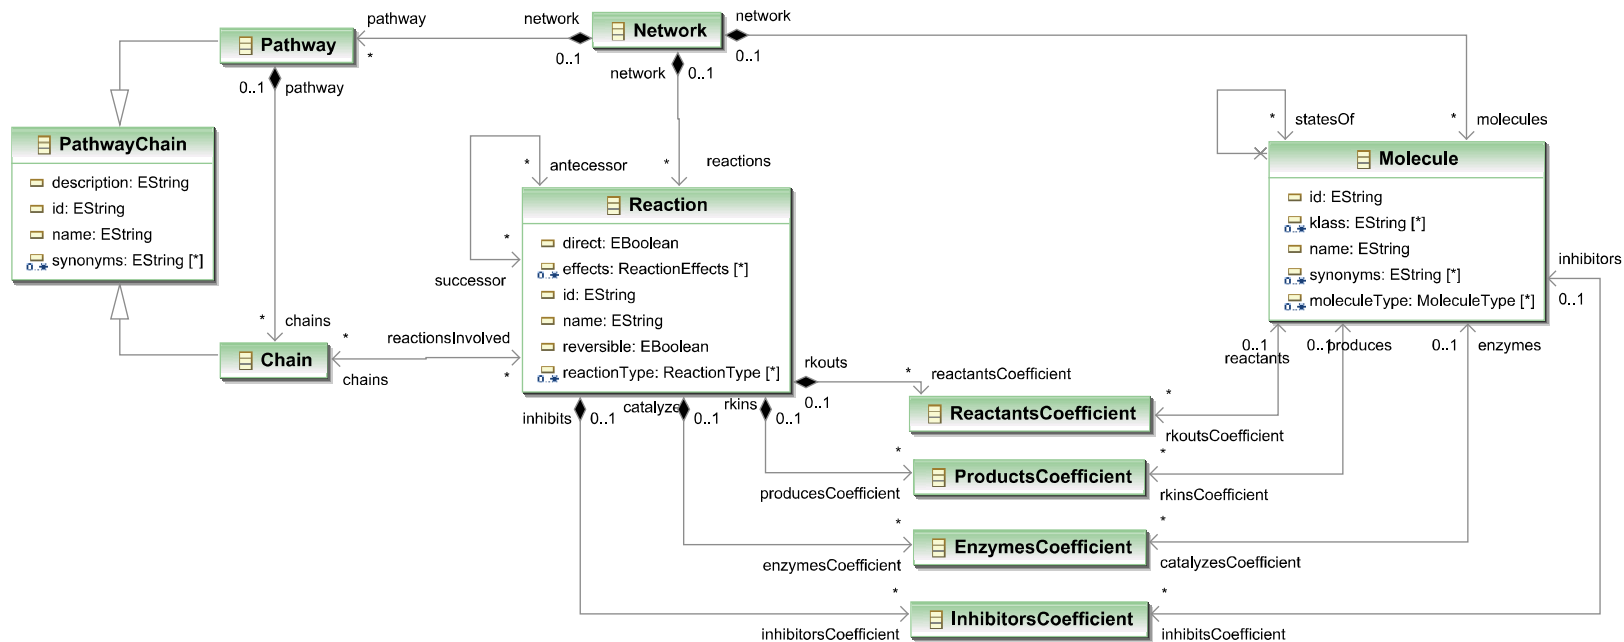 pathway
network
network
Network
Pathway
*
0..1
0..1
network
0..1
0..1
pathway
PathwayChain
description: EString
id: EString
name: EString
synonyms: EString [*]
* antecessor
* reactions
* statesOf
* molecules
Molecule
id: EString
klass: EString [*]
name: EString
synonyms: EString [*]
moleculeType: MoleculeType [*]
Reaction
direct: EBoolean
effects: ReactionEffects [*]
id: EString
name: EString
reversible: EBoolean
reactionType: ReactionType [*]
*
successor
inhibitors
0..1
* chains
Chain
*
chains
reactionsInvolved
*
0..1
reactants
0..1
produces
0..1
enzymes
rkouts
0..1
* reactantsCoefficient
ReactantsCoefficient
*
rkoutsCoefficient
inhibits
0..1
catalyze
0..1
rkins
0..1
*
producesCoefficient
ProductsCoefficient
*
rkinsCoefficient
*
enzymesCoefficient
EnzymesCoefficient
*
catalyzesCoefficient
*
inhibitorsCoefficient
InhibitorsCoefficient
*
inhibitsCoefficient